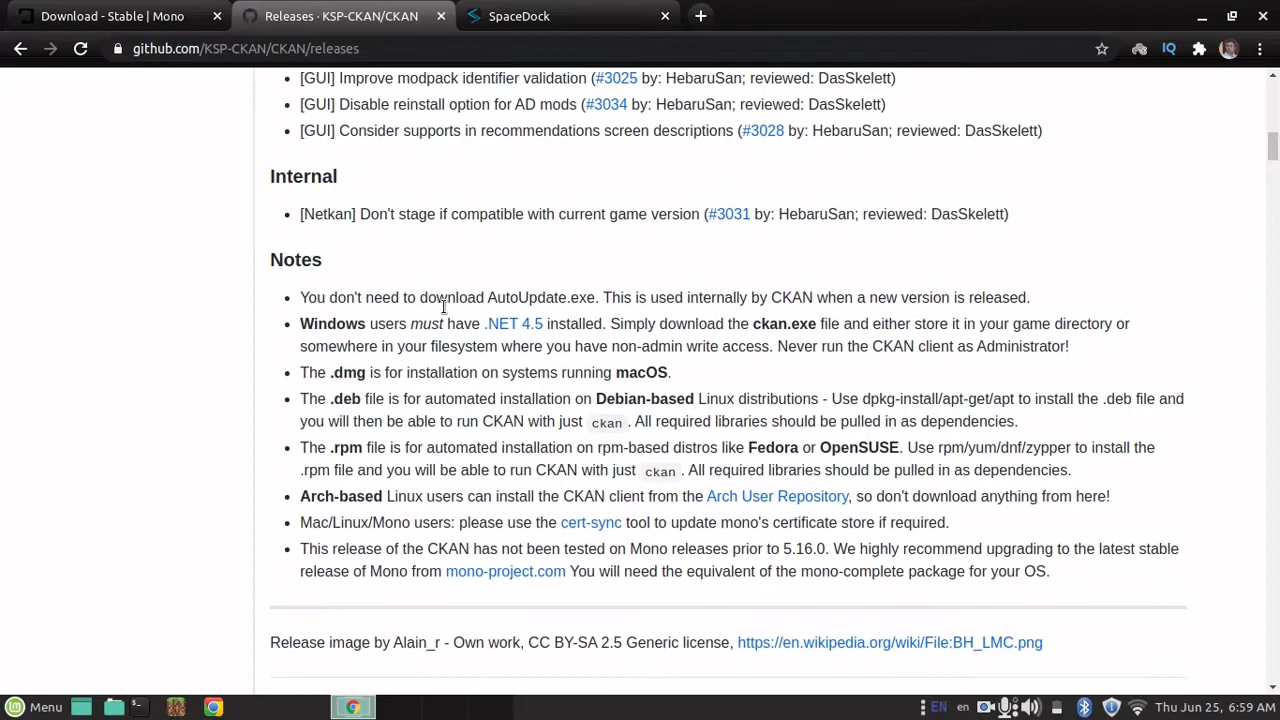 Download - Stable | Mono
Releases · KSP-CKAN/CKAN
SpaceDock
github.com/KSP-CKAN/CKAN/releases
IQ
[GUI] Improve modpack identifier validation (#3025 by: HebaruSan; reviewed: DasSkelett)
[GUI] Disable reinstall option for AD mods (#3034 by: HebaruSan; reviewed: DasSkelett)
[GUI] Consider supports in recommendations screen descriptions (#3028 by: HebaruSan; reviewed: DasSkelett)
Internal
[Netkan] Don't stage if compatible with current game version (#3031 by: HebaruSan; reviewed: DasSkelett)
Notes
You don't need to download AutoUpdate.exe. This is used internally by CKAN when a new version is released.
Windows users must have .NET 4.5 installed. Simply download the ckan.exe file and either store it in your game directory or
somewhere in your filesystem where you have non-admin write access. Never run the CKAN client as Administrator!
The .dmg is for installation on systems running macOS.
The .deb file is for automated installation on Debian-based Linux distributions - Use dpkg-install/apt-get/apt to install the .deb file and
you will then be able to run CKAN with just ckan. All required libraries should be pulled in as dependencies.
The .rpm file is for automated installation on rpm-based distros like Fedora or OpenSUSE. Use rpm/yum/dnf/zypper to install the
.rpm file and you will be able to run CKAN with just ckan. All required libraries should be pulled in as dependencies.
Arch-based Linux users can install the CKAN client from the Arch User Repository, so don't download anything from here!
Mac/Linux/Mono users: please use the cert-sync tool to update mono's certificate store if required.
This release of the CKAN has not been tested on Mono releases prior to 5.16.0. We highly recommend upgrading to the latest stable
release of Mono from mono-project.com You will need the equivalent of the mono-complete package for your OS.
Release image by Alain_r - Own work, CC BY-SA 2.5 Generic license, https://en.wikipedia.org/wiki/File:BH_LMC.png
Menu
EN en Thu Jun 25, 6:59 AM